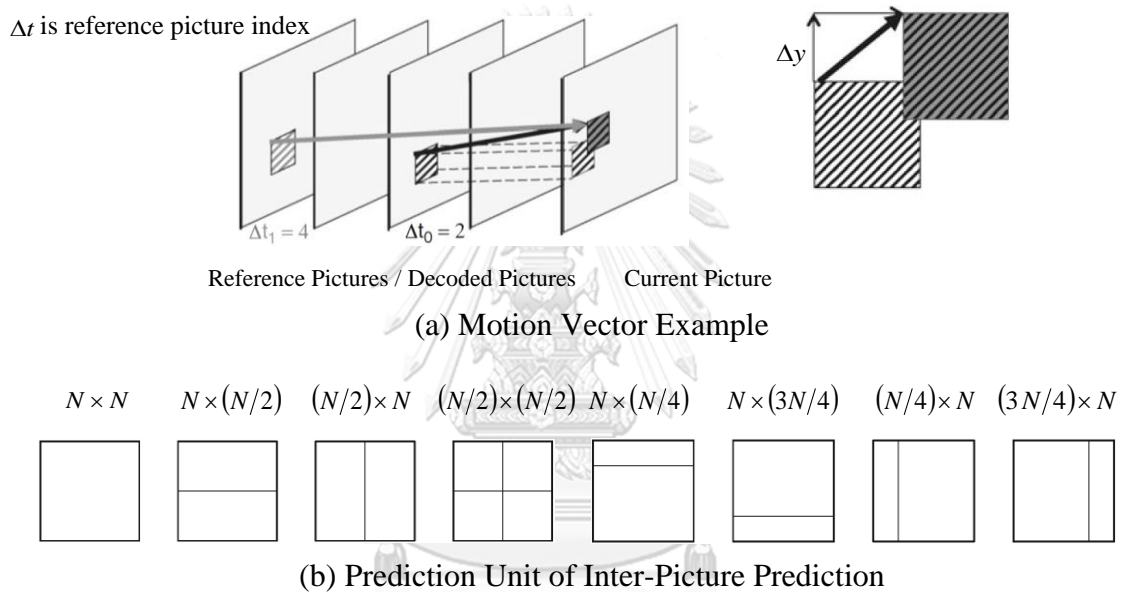 Δt is reference picture index
Δy
Δt₁ = 4
Δt₀ = 2
Reference Pictures / Decoded Pictures
Current Picture
(a) Motion Vector Example
N × N
N × (N/2)
(N/2) × N
(N/2) × (N/2)
N × (N/4)
N × (3N/4)
(N/4) × N
(3N/4) × N
(b) Prediction Unit of Inter-Picture Prediction